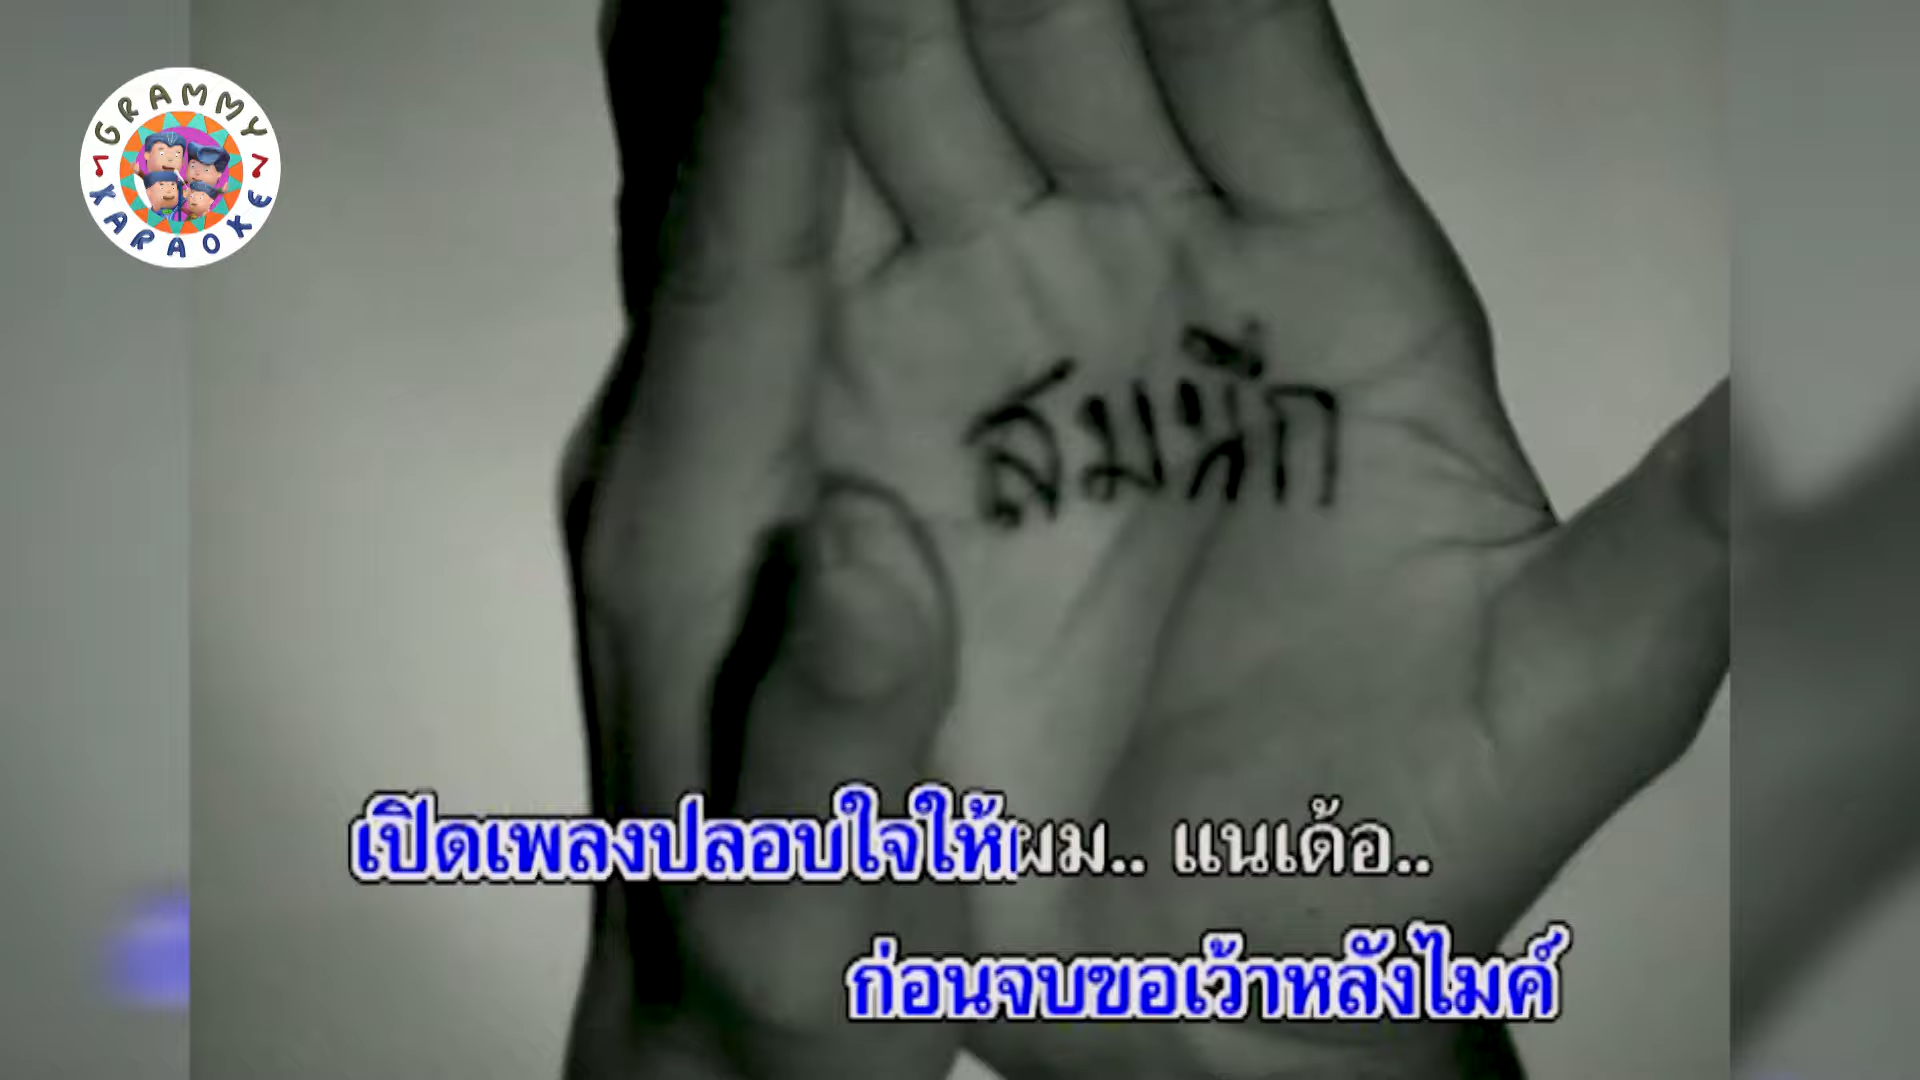 GRAMMY
KARAOKE
สมนึก
เปิดเพลงปลอบใจให้ผม.. แนเด้อ..
ก่อนจบขอเว้าหลังไมค์